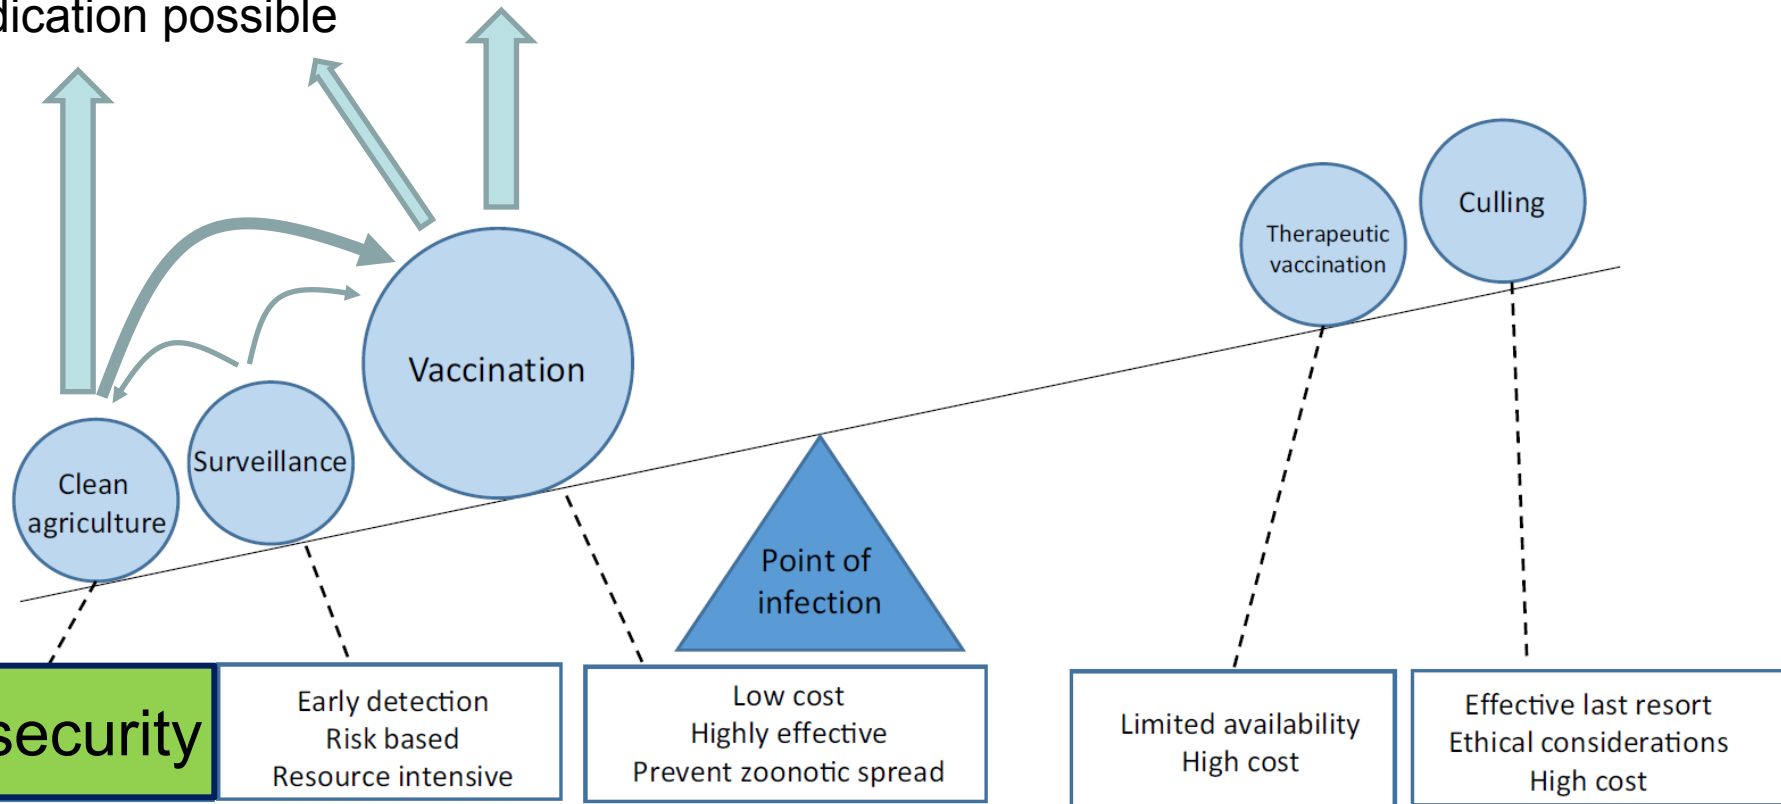 dication possible
Culling
Therapeutic
vaccination
Vaccination
Surveillance
Clean
agriculture
Point of
infection
security
Early detection
Risk based
Resource intensive
Low cost
Highly effective
Prevent zoonotic spread
Limited availability
High cost
Effective last resort
Ethical considerations
High cost